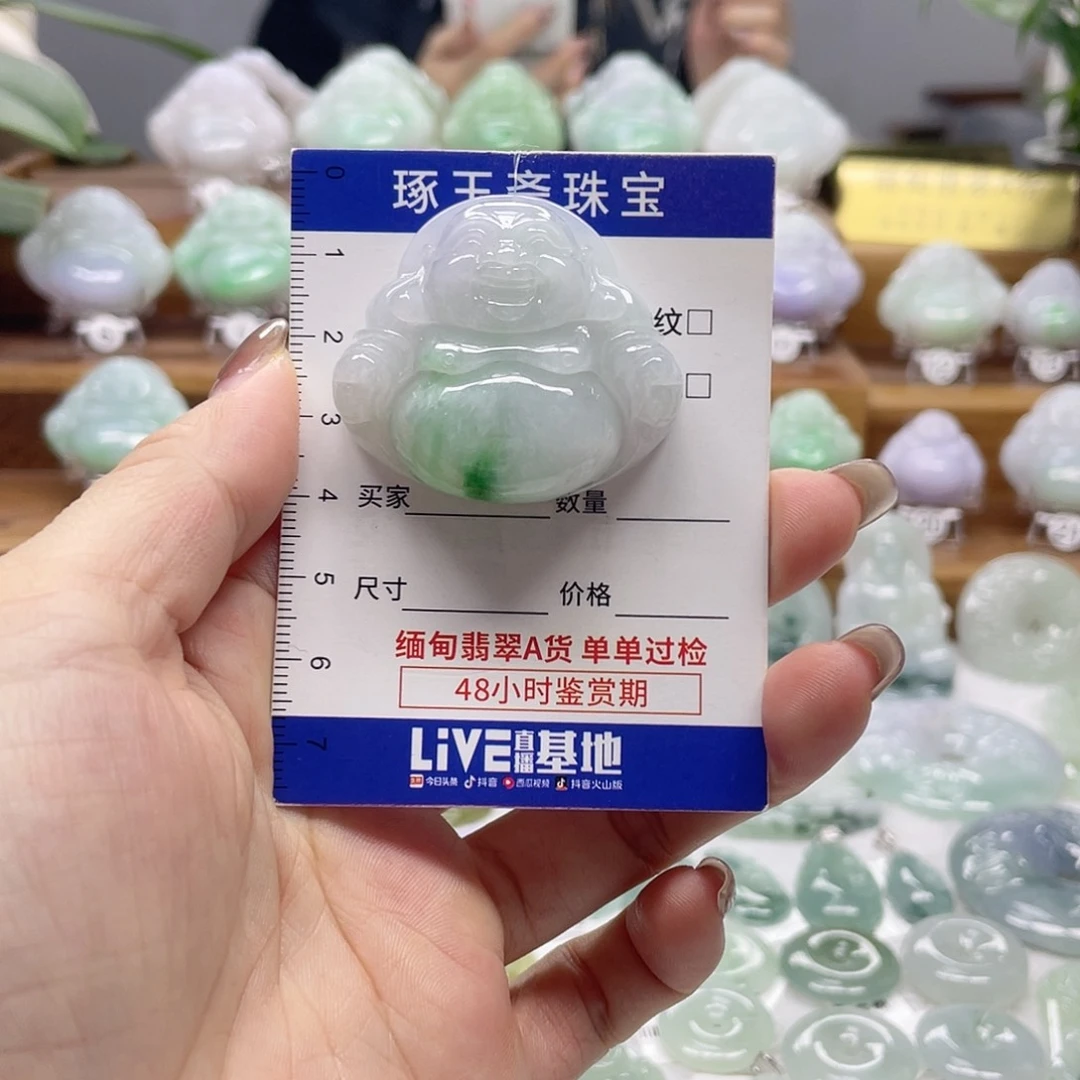 琢玉斋珠宝
0
1
纹□
2
□
3
4
买家 数量
5
尺寸 价格
缅甸翡翠A货 单单过检
6
48小时鉴赏期
7
LiVE直播基地
今日头条 抖音 西瓜视频 抖音火山版